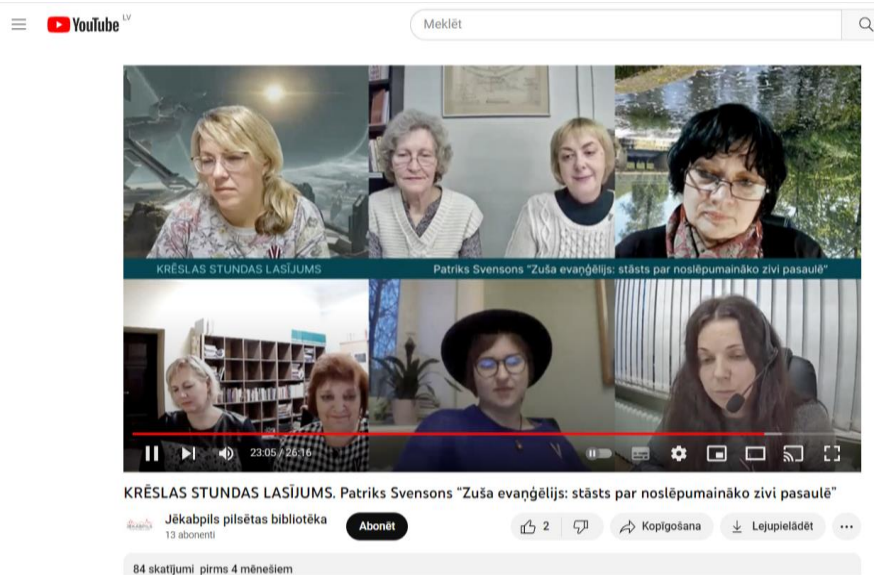 YouTube LV
Meklēt
KRĒSLAS STUNDAS LASĪJUMS
Patriks Svensons "Zuša evaņģēlijs: stāsts par noslēpumaināko zivi pasaulē"
23:05 / 26:16
KRĒSLAS STUNDAS LASĪJUMS. Patriks Svensons "Zuša evaņģēlijs: stāsts par noslēpumaināko zivi pasaulē"
Jēkabpils pilsētas bibliotēka
13 abonenti
Abonēt
2
Kopīgošana
Lejupielādēt
84 skatījumi pirms 4 mēnešiem